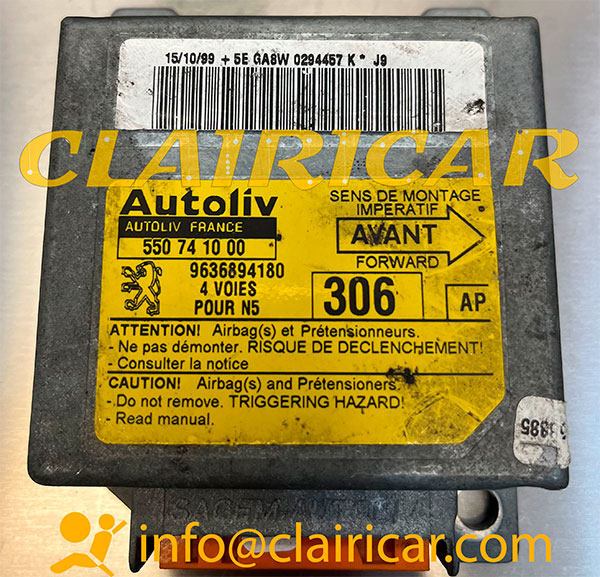 15/10/99 + 5E GA8W 0294457 K* J9
CLAIRICAR
Autoliv
AUTOLIV FRANCE
550 74 10 00
9636894180
4 VOIES
POUR N5
SENS DE MONTAGE
IMPERATIF
AVANT
FORWARD
306
AP
ATTENTION! Airbag(s) et Prétensionneurs.
- Ne pas démonter. RISQUE DE DECLENCHEMENT!
- Consulter la notice
CAUTION! Airbag(s) and Prétensioners.
- Do not remove. TRIGGERING HAZARD!
- Read manual.
info@clairicar.com